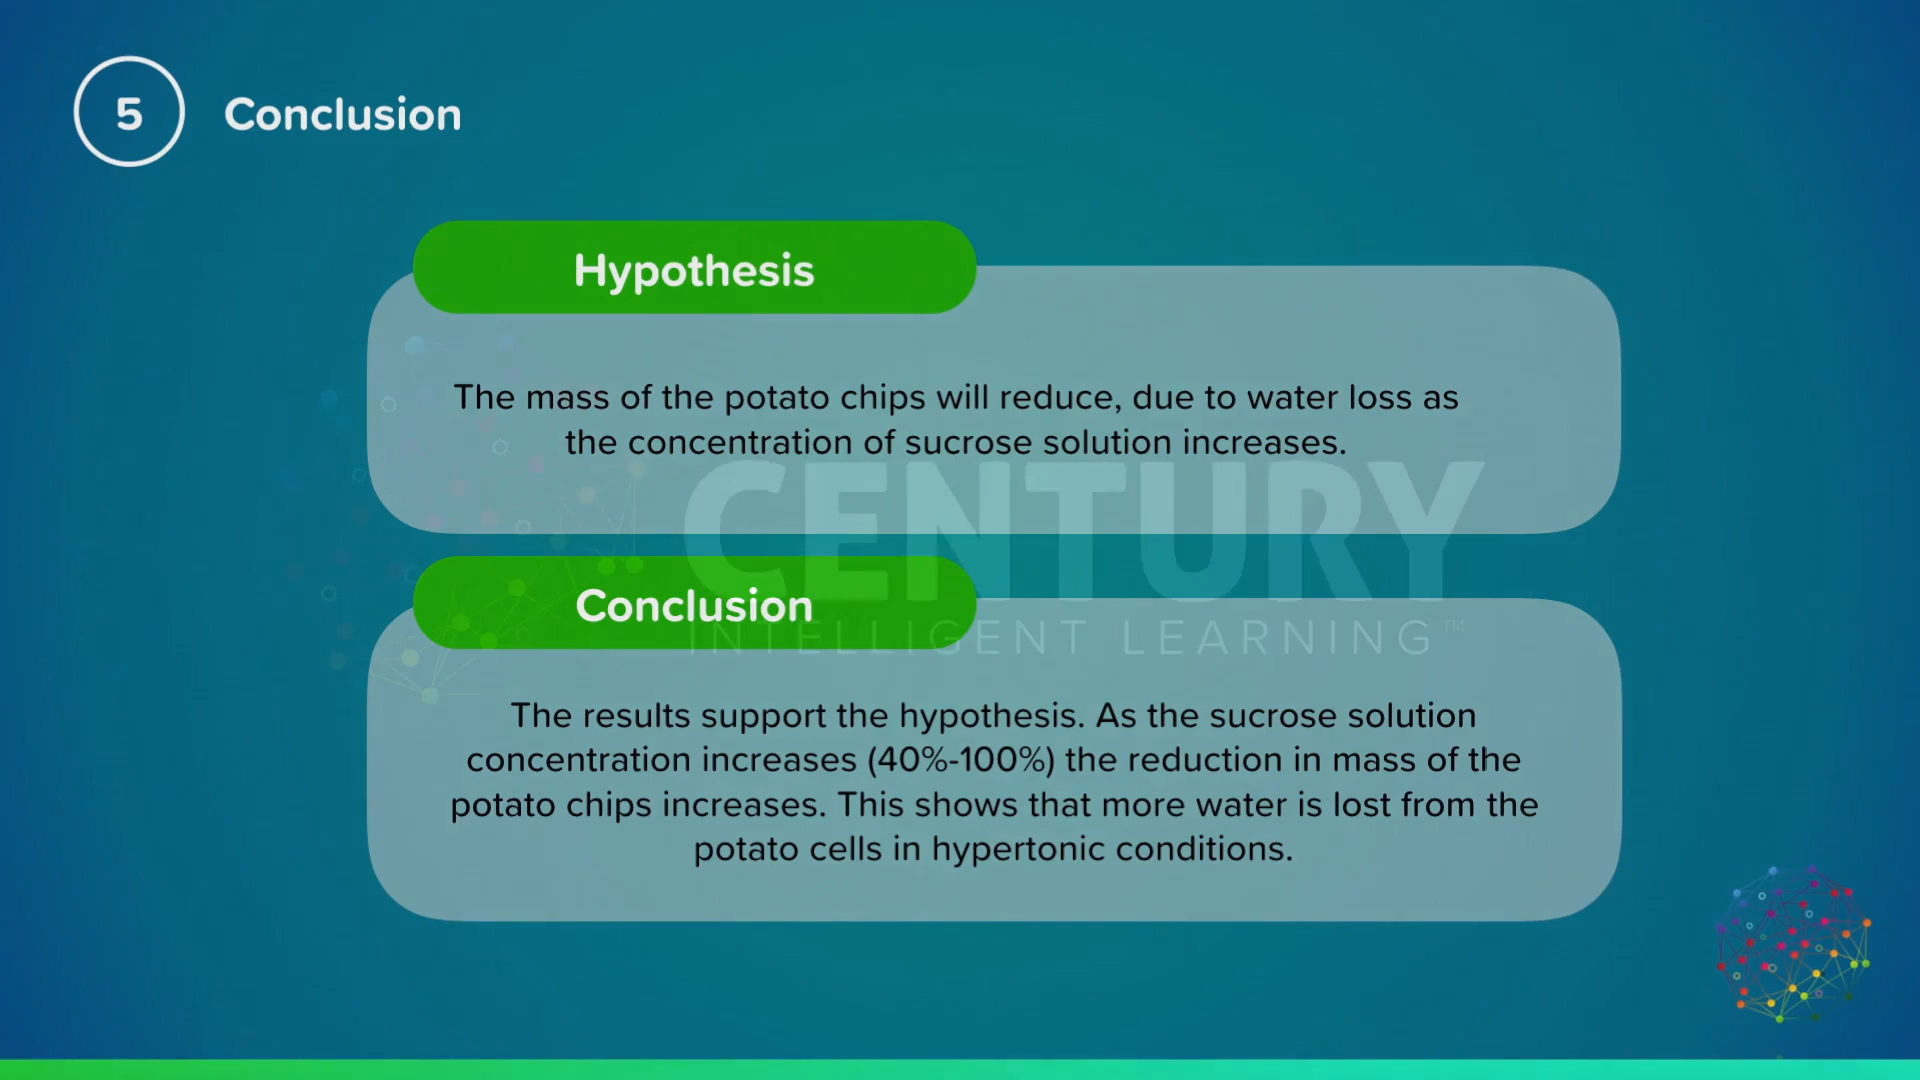 5 Conclusion
Hypothesis
The mass of the potato chips will reduce, due to water loss as
the concentration of sucrose solution increases.
CENTURY
INTELLIGENT LEARNING™
Conclusion
The results support the hypothesis. As the sucrose solution
concentration increases (40%-100%) the reduction in mass of the
potato chips increases. This shows that more water is lost from the
potato cells in hypertonic conditions.